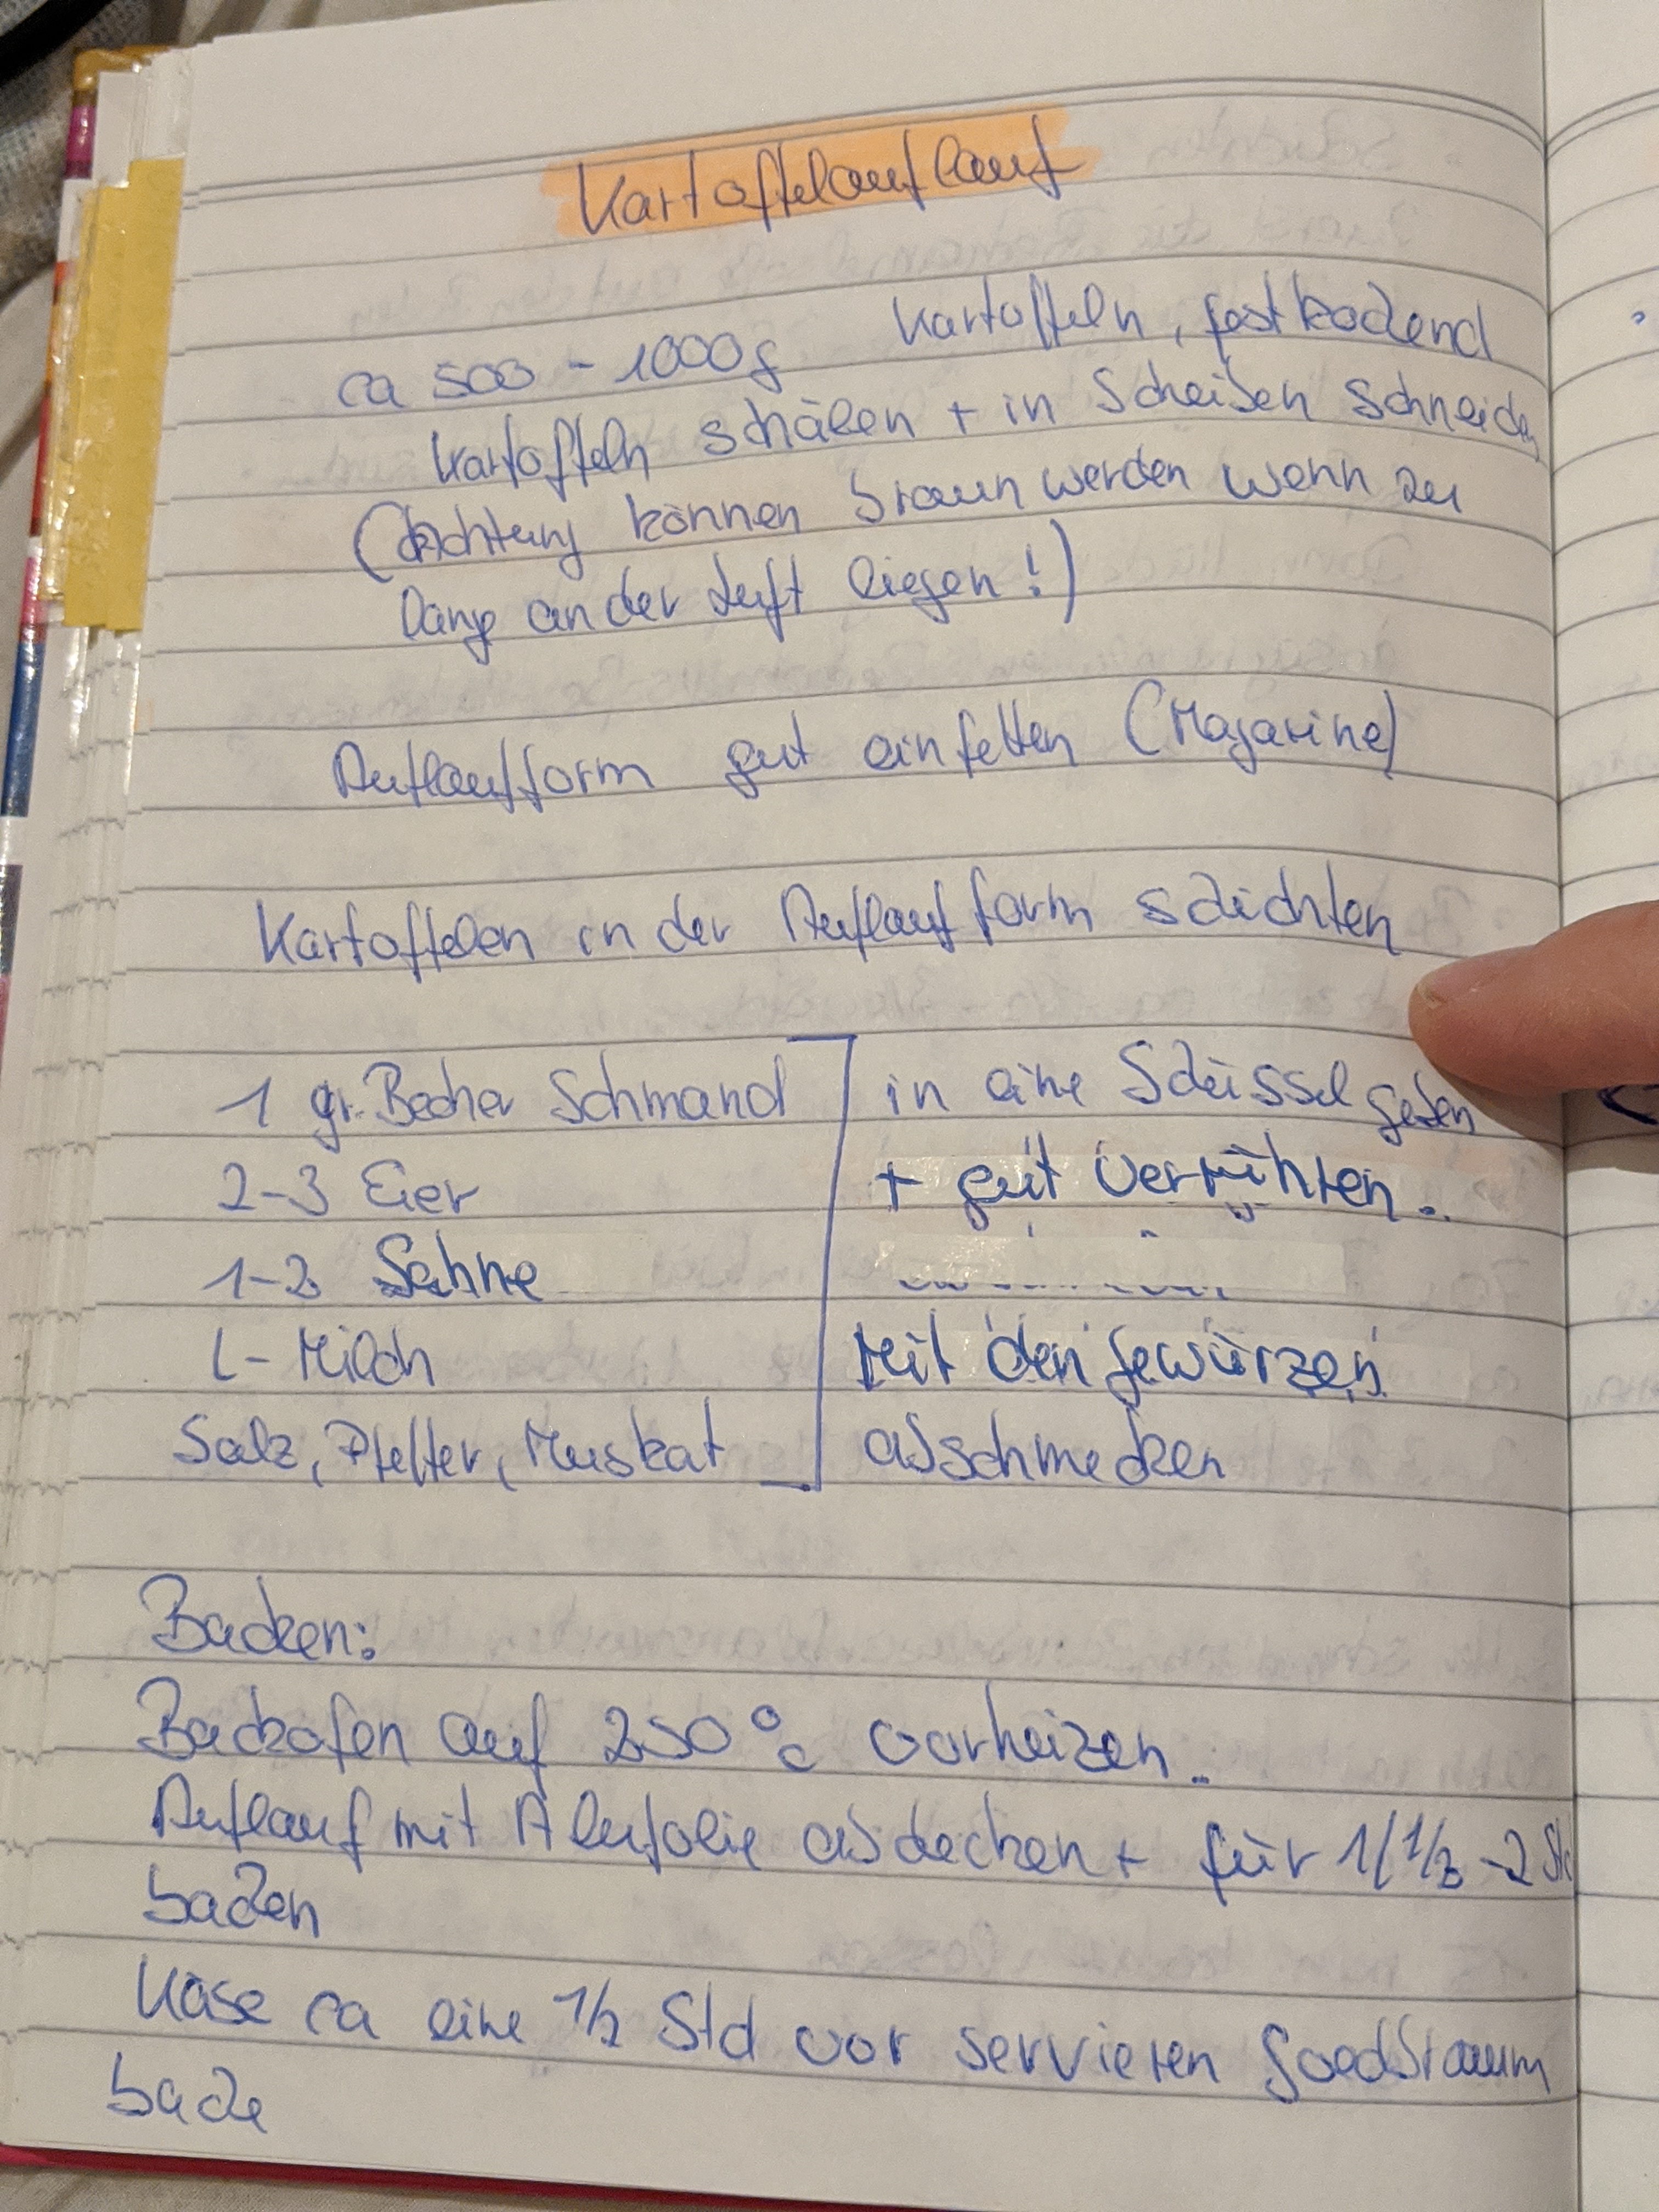 Kartoffelauflauf
ca 500 - 1000g Kartoffeln, festkochend
Kartoffeln schälen + in Scheiben schneiden
(Achtung können braun werden wenn zu
lang an der Luft liegen!)
Auflaufform gut einfetten (Magarine)
Kartoffelen in der Auflaufform schichten
1 gr. Becher Schmand in eine Schüssel geben
2-3 Eier + gut verrühren.
1-2 Sahne
L-Milch Mit den Gewürzen
Salz, Pfeffer, Muskat abschmecken
Backen:
Backofen auf 250°C vorheizen.
Auflauf mit Alufolie abdecken + für 1 1/2 - 2 Std
backen
Käse ca eine 1/2 Std vor servieren goldbraun
backe